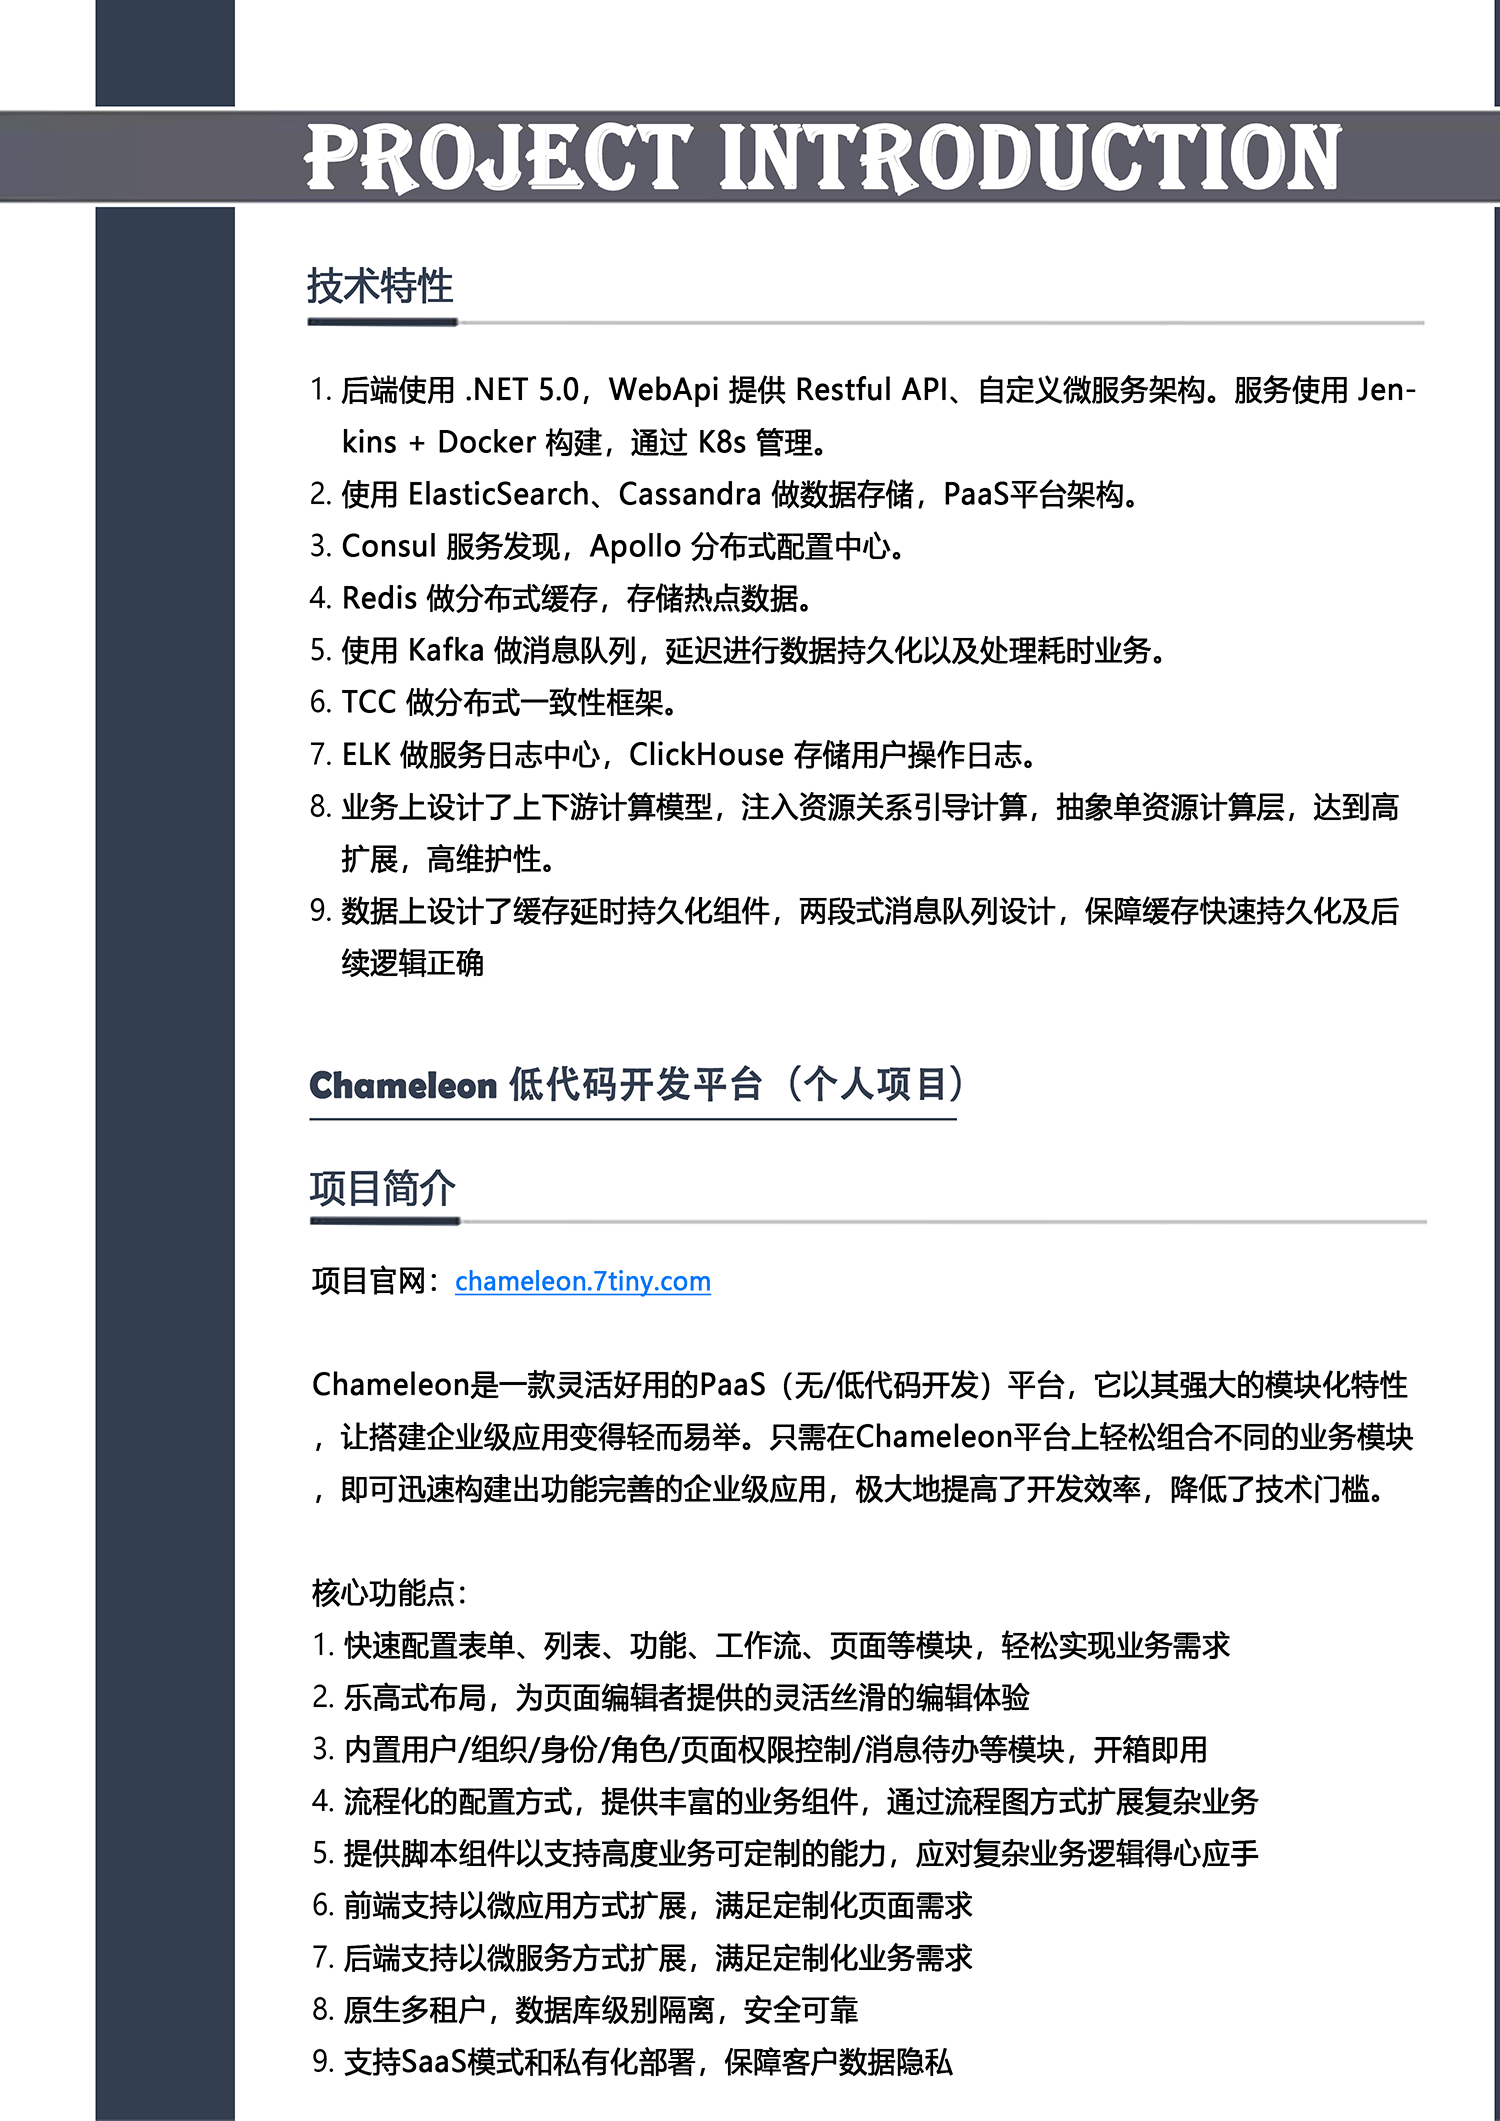 PROJECT INTRODUCTION
技术特性
1. 后端使用 .NET 5.0，WebApi 提供 Restful API、自定义微服务架构。服务使用 Jen-
kins + Docker 构建，通过 K8s 管理。
2. 使用 ElasticSearch、Cassandra 做数据存储，PaaS平台架构。
3. Consul 服务发现，Apollo 分布式配置中心。
4. Redis 做分布式缓存，存储热点数据。
5. 使用 Kafka 做消息队列，延迟进行数据持久化以及处理耗时业务。
6. TCC 做分布式一致性框架。
7. ELK 做服务日志中心，ClickHouse 存储用户操作日志。
8. 业务上设计了上下游计算模型，注入资源关系引导计算，抽象单资源计算层，达到高
扩展，高维护性。
9. 数据上设计了缓存延时持久化组件，两段式消息队列设计，保障缓存快速持久化及后
续逻辑正确
Chameleon 低代码开发平台（个人项目）
项目简介
项目官网：chameleon.7tiny.com
Chameleon是一款灵活好用的PaaS（无/低代码开发）平台，它以其强大的模块化特性
，让搭建企业级应用变得轻而易举。只需在Chameleon平台上轻松组合不同的业务模块
，即可迅速构建出功能完善的企业级应用，极大地提高了开发效率，降低了技术门槛。
核心功能点：
1. 快速配置表单、列表、功能、工作流、页面等模块，轻松实现业务需求
2. 乐高式布局，为页面编辑者提供的灵活丝滑的编辑体验
3. 内置用户/组织/身份/角色/页面权限控制/消息待办等模块，开箱即用
4. 流程化的配置方式，提供丰富的业务组件，通过流程图方式扩展复杂业务
5. 提供脚本组件以支持高度业务可定制的能力，应对复杂业务逻辑得心应手
6. 前端支持以微应用方式扩展，满足定制化页面需求
7. 后端支持以微服务方式扩展，满足定制化业务需求
8. 原生多租户，数据库级别隔离，安全可靠
9. 支持SaaS模式和私有化部署，保障客户数据隐私